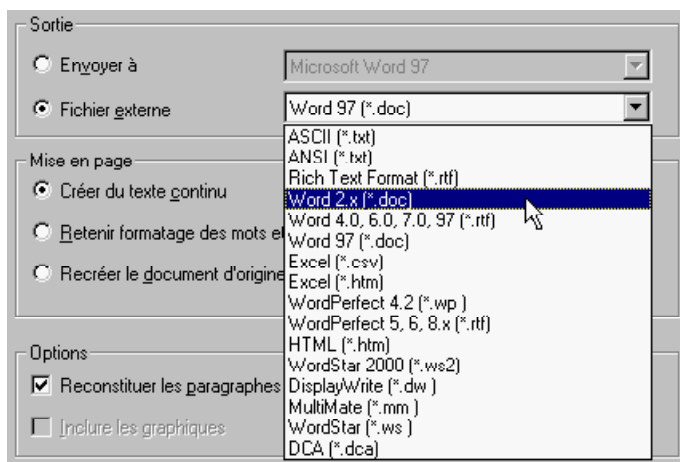 Sortie
Envoyer à
Microsoft Word 97
Fichier externe
Word 97 (*.doc)
ASCII (*.txt)
ANSI (*.txt)
Rich Text Format (*.rtf)
Word 2.x (*.doc)
Word 4.0, 6.0, 7.0, 97 (*.rtf)
Word 97 (*.doc)
Excel (*.csv)
Excel (*.htm)
WordPerfect 4.2 (*.wp )
WordPerfect 5, 6, 8.x (*.rtf)
HTML (*.htm)
WordStar 2000 (*.ws2)
DisplayWrite (*.dw )
MultiMate (*.mm )
WordStar (*.ws )
DCA (*.dca)
Mise en page
Créer du texte continu
Retenir formatage des mots e
Recréer le document d'origine
Options
Reconstituer les paragraphes
Inclure les graphiques